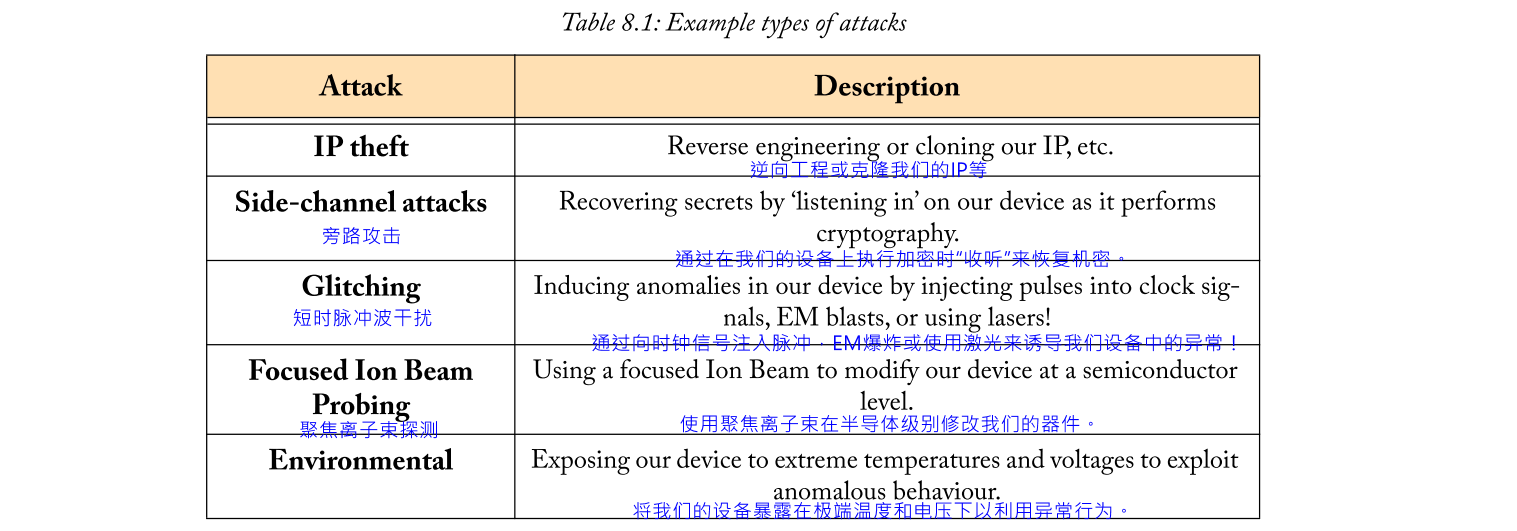 Table 8.1: Example types of attacks
Attack
Description
IP theft
Reverse engineering or cloning our IP, etc.
逆向工程或克隆我们的IP等
Side-channel attacks
旁路攻击
Recovering secrets by ‘listening in’ on our device as it performs
cryptography.
通过在我们的设备上执行加密时"收听"来恢复机密。
Glitching
短时脉冲波干扰
Inducing anomalies in our device by injecting pulses into clock sig-
nals, EM blasts, or using lasers!
通过向时钟信号注入脉冲，EM爆炸或使用激光来诱导我们设备中的异常！
Focused Ion Beam
Probing
聚焦离子束探测
Using a focused Ion Beam to modify our device at a semiconductor
level.
使用聚焦离子束在半导体级别修改我们的器件。
Environmental
Exposing our device to extreme temperatures and voltages to exploit
anomalous behaviour.
将我们的设备暴露在极端温度和电压下以利用异常行为。